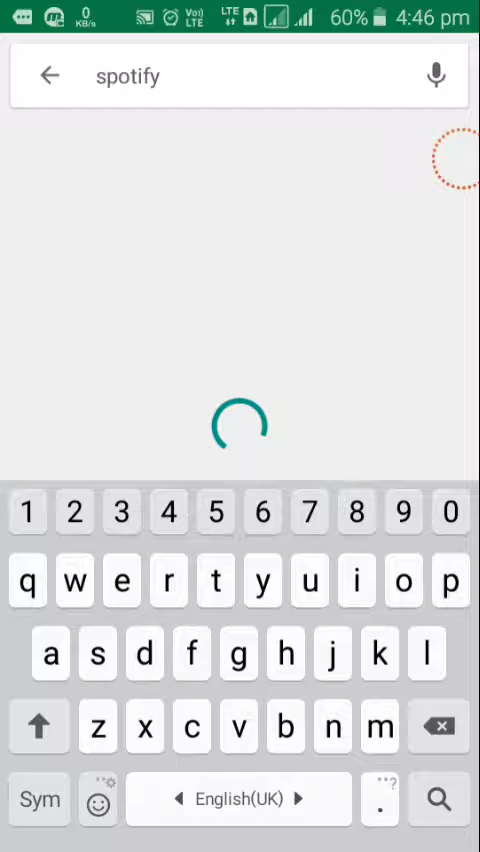 0 KB/s Vo)) LTE LTE 60% 4:46 pm
spotify
1 2 3 4 5 6 7 8 9 0
q w e r t y u i o p
a s d f g h j k l
z x c v b n m
Sym English(UK) .